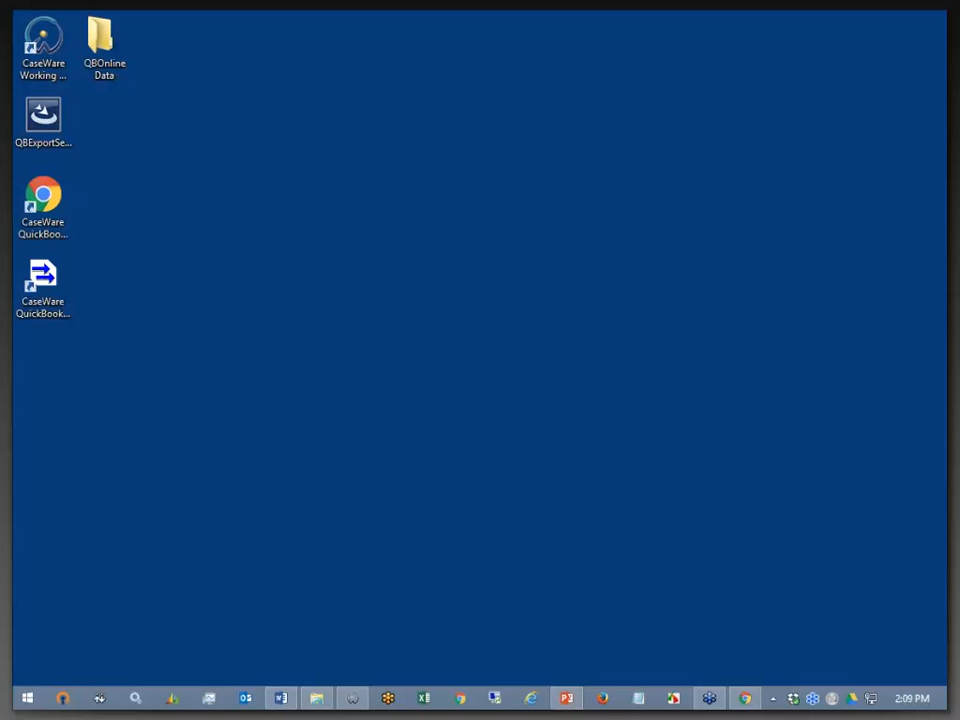 CaseWare
Working ...
QBOnline
Data
QBExportSe...
CaseWare
QuickBoo...
CaseWare
QuickBook...
2:09 PM